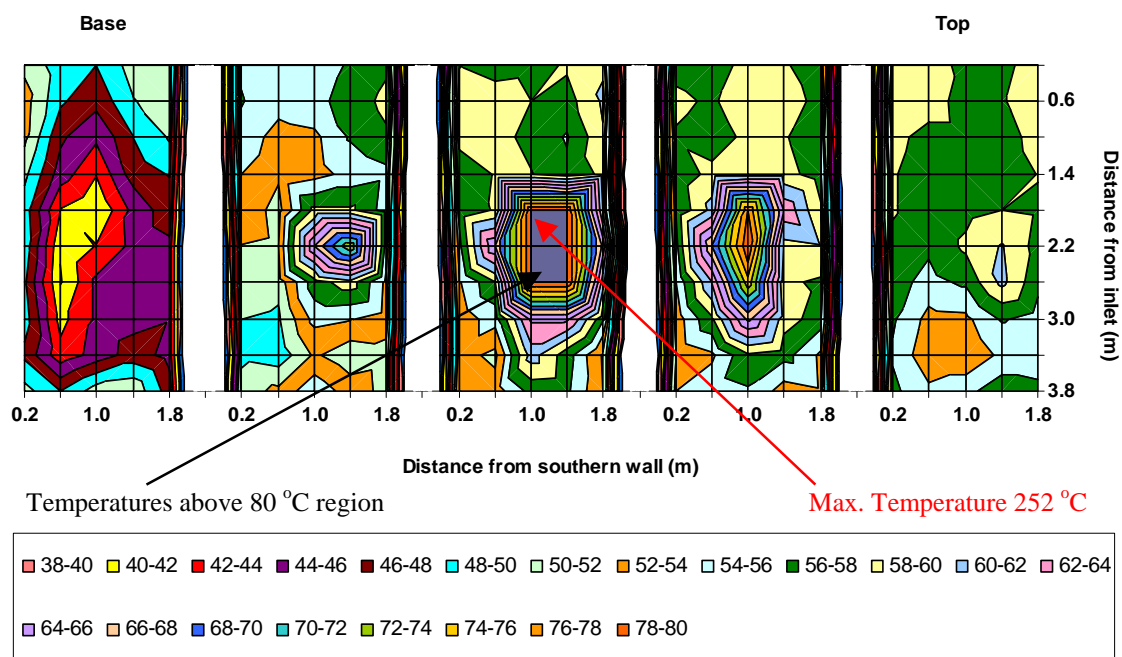 Base
Top
0.6
1.4
2.2
3.0
3.8
Distance from inlet (m)
0.2 1.0 1.8 0.2 1.0 1.8 0.2 1.0 1.8 0.2 1.0 1.8 0.2 1.0 1.8
Distance from southern wall (m)
Temperatures above 80 °C region
Max. Temperature 252 °C
38-40 40-42 42-44 44-46 46-48 48-50 50-52 52-54 54-56 56-58 58-60 60-62 62-64
64-66 66-68 68-70 70-72 72-74 74-76 76-78 78-80